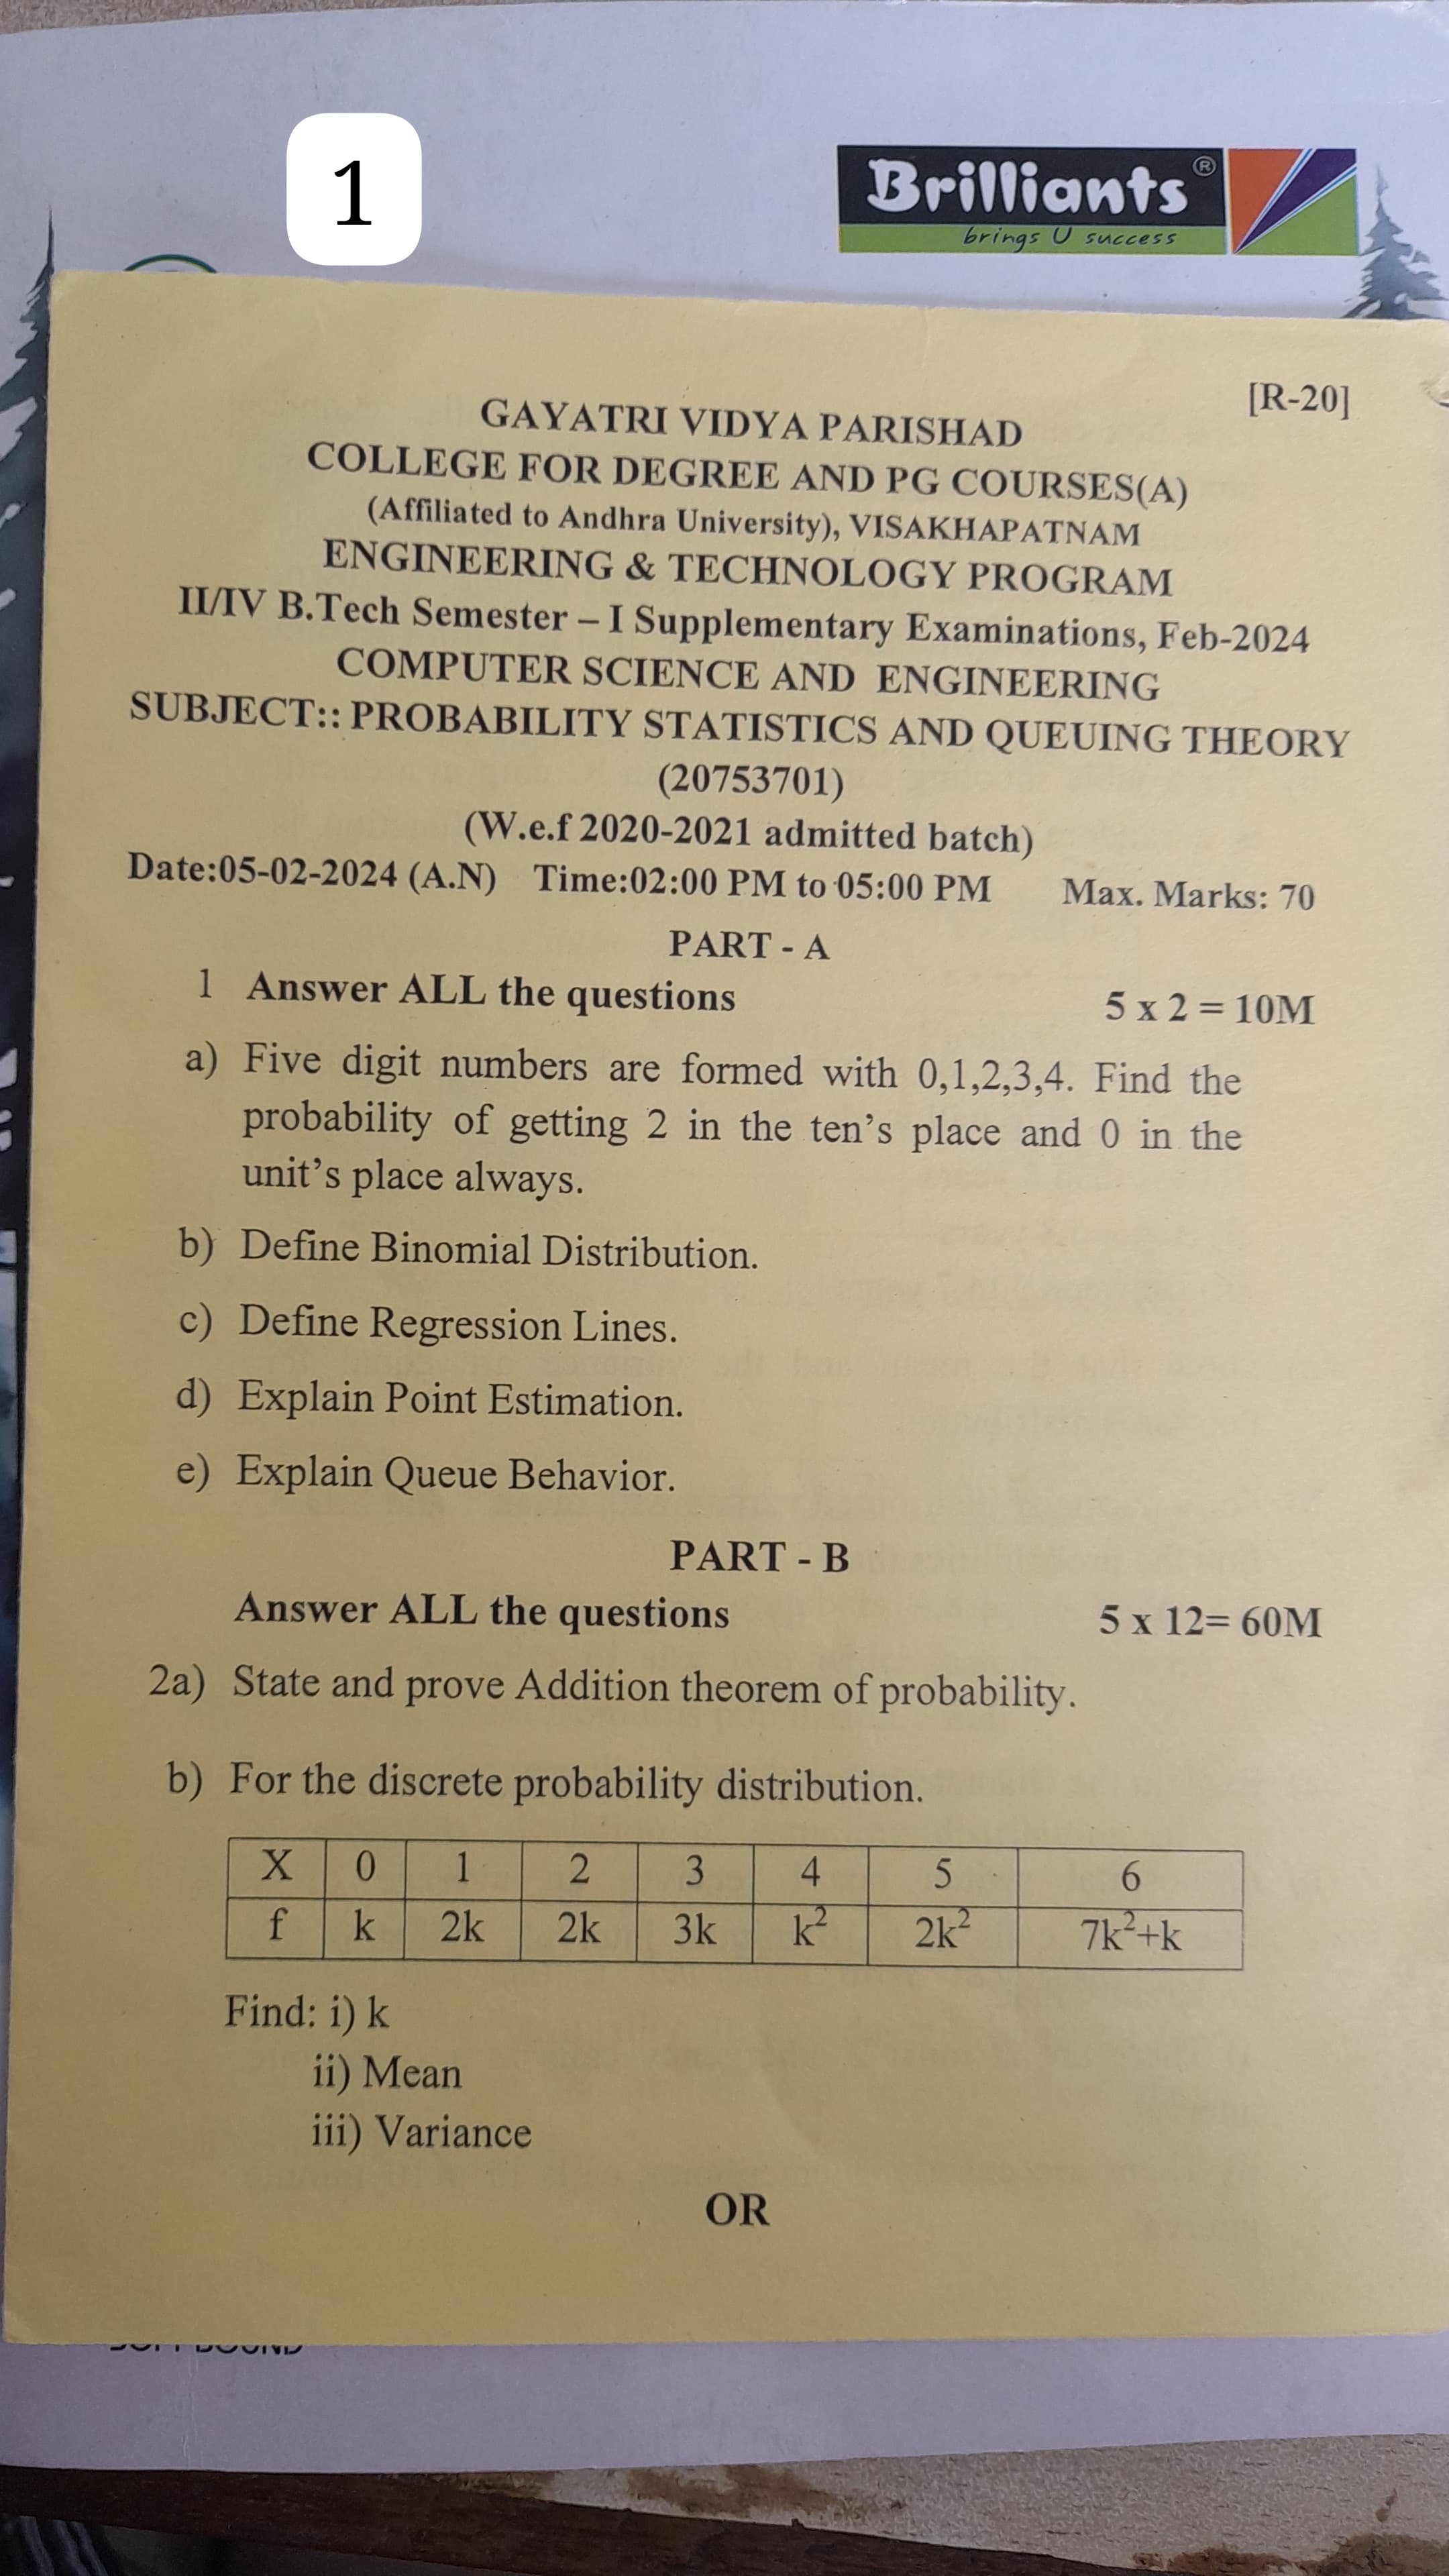 1
Brilliants®
brings U success
[R-20]
GAYATRI VIDYA PARISHAD
COLLEGE FOR DEGREE AND PG COURSES(A)
(Affiliated to Andhra University), VISAKHAPATNAM
ENGINEERING & TECHNOLOGY PROGRAM
II/IV B.Tech Semester – I Supplementary Examinations, Feb-2024
COMPUTER SCIENCE AND ENGINEERING
SUBJECT:: PROBABILITY STATISTICS AND QUEUING THEORY
(20753701)
(W.e.f 2020-2021 admitted batch)
Date:05-02-2024 (A.N) Time:02:00 PM to 05:00 PM Max. Marks: 70
PART - A
1 Answer ALL the questions 5 x 2 = 10M
a) Five digit numbers are formed with 0,1,2,3,4. Find the
probability of getting 2 in the ten's place and 0 in the
unit's place always.
b) Define Binomial Distribution.
c) Define Regression Lines.
d) Explain Point Estimation.
e) Explain Queue Behavior.
PART - B
Answer ALL the questions 5 x 12= 60M
2a) State and prove Addition theorem of probability.
b) For the discrete probability distribution.
X 0 1 2 3 4 5 6
f k 2k 2k 3k k² 2k² 7k²+k
Find: i) k
ii) Mean
iii) Variance
OR